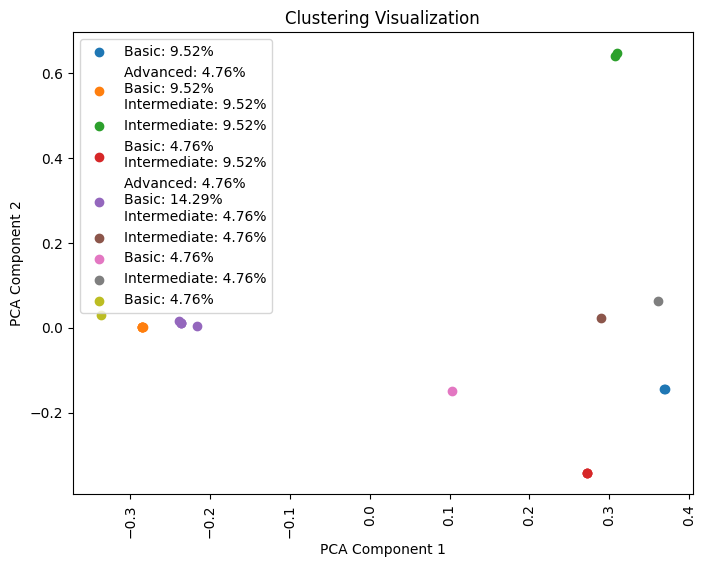 Clustering Visualization
Basic: 9.52%
Advanced: 4.76%
Basic: 9.52%
Intermediate: 9.52%
Intermediate: 9.52%
Basic: 4.76%
Intermediate: 9.52%
Advanced: 4.76%
Basic: 14.29%
Intermediate: 4.76%
Intermediate: 4.76%
Basic: 4.76%
Intermediate: 4.76%
Basic: 4.76%
PCA Component 2
0.6
0.4
0.2
0.0
−0.2
−0.3
−0.2
−0.1
0.0
0.1
0.2
0.3
0.4
PCA Component 1